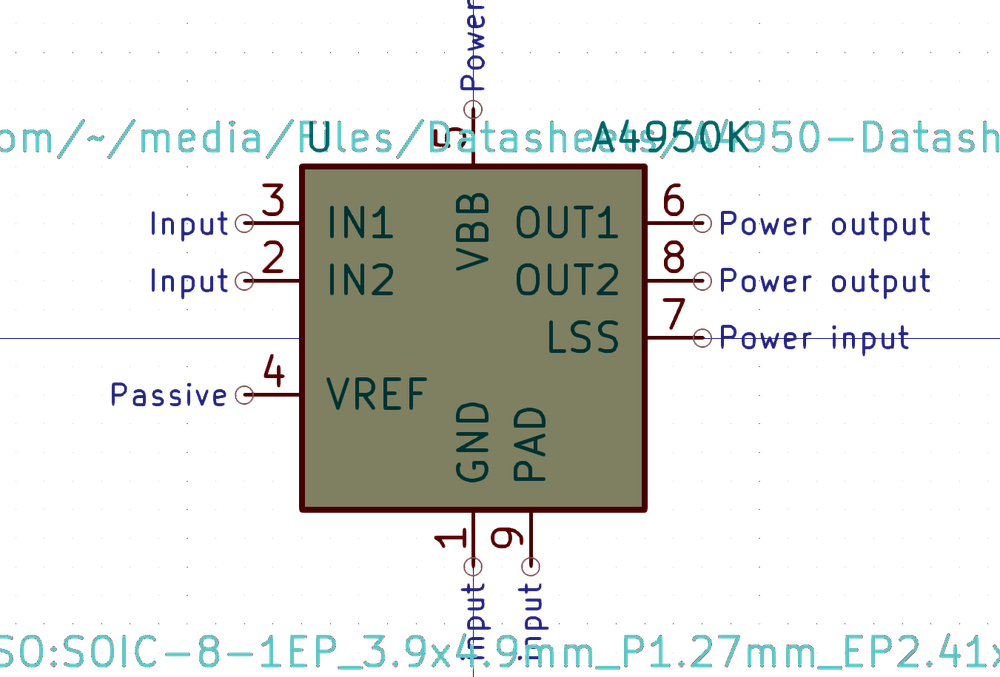 Power
om/~/media/Files/Datasheets/A4950-Datash
U
5
A4950K
3
6
Input
IN1
VBB
OUT1
Power output
2
8
Input
IN2
OUT2
Power output
7
LSS
Power input
4
Passive
VREF
GND
PAD
1
9
input
input
SO:SOIC-8-1EP_3.9x4.9mm_P1.27mm_EP2.41x